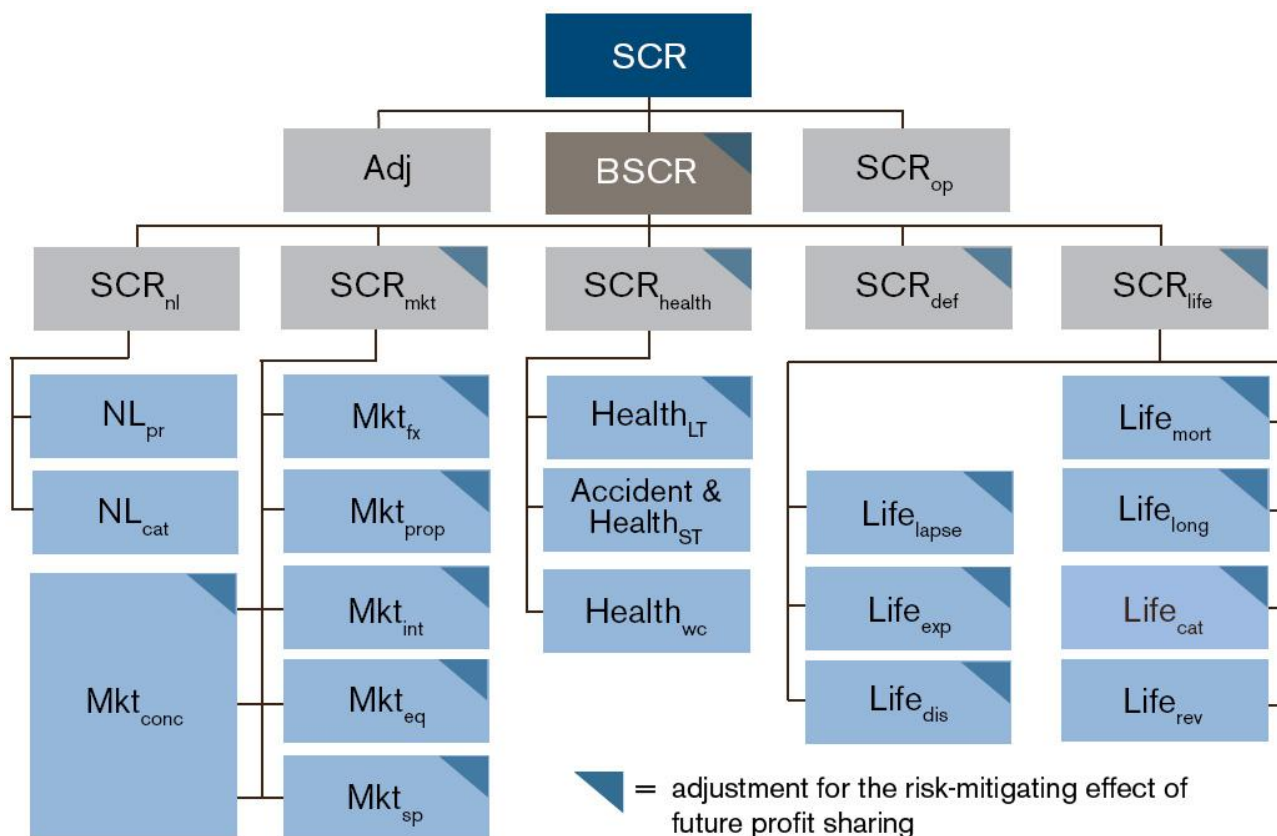 SCR
Adj
BSCR
SCRop
SCRnl
SCRmkt
SCRhealth
SCRdef
SCRlife
NLpr
NLcat
Mktconc
Mktfx
Mktprop
Mktint
Mkteq
Mktsp
HealthLT
Accident &
HealthST
Healthwc
Lifelapse
Lifeexp
Lifedis
Lifemort
Lifelong
Lifecat
Liferev
= adjustment for the risk-mitigating effect of
future profit sharing